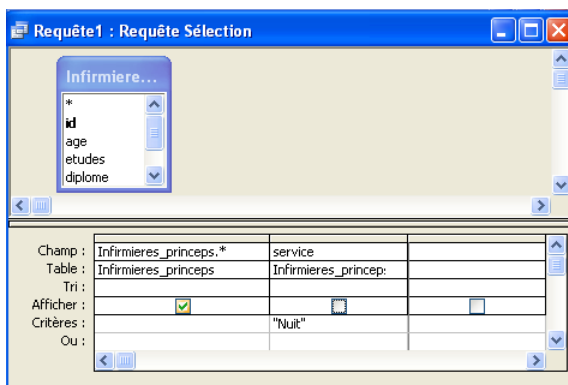 Requête1 : Requête Sélection
Infirmiere...
*
id
age
etudes
diplome
Champ : Infirmieres_princeps.* service
Table : Infirmieres_princeps Infirmieres_princep:
Tri :
Afficher :
Critères : "Nuit"
Ou :